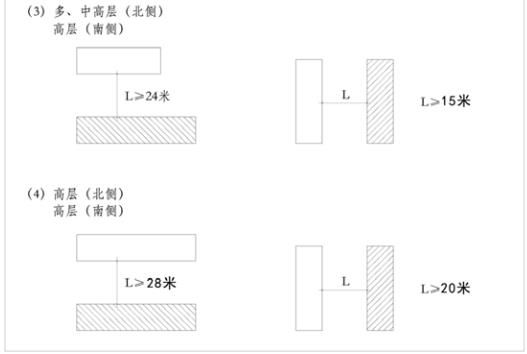 (3) 多、中高层（北侧）
高层（南侧）
L≥24米
L
L≥15米
(4) 高层（北侧）
高层（南侧）
L≥28米
L
L≥20米